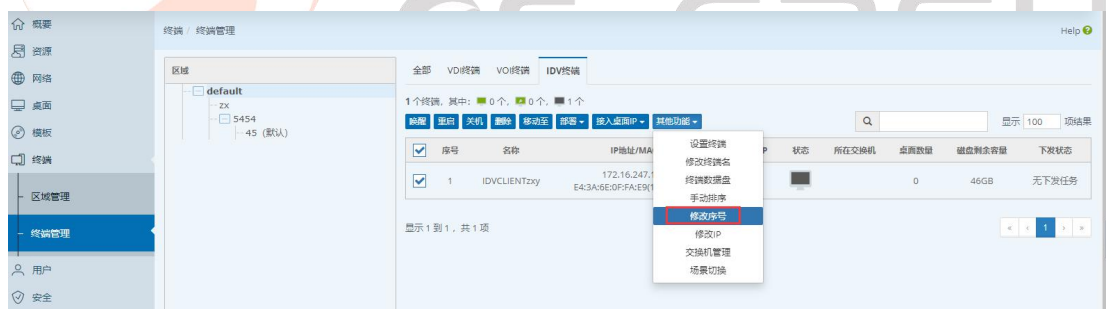 概要
资源
网络
桌面
模板
终端
区域管理
终端管理
用户
安全
终端 / 终端管理
Help
区域
default
zx
5454
45 (默认)
全部 VDI终端 VOI终端 IDV终端
1个终端, 其中: 0个, 0个, 1个
唤醒 重启 关机 删除 移动至 部署 接入桌面IP 其他功能
显示 100 项结果
序号 名称 IP地址/MA P 状态 所在交换机 桌面数量 磁盘剩余容量 下发状态
1 IDVCLIENTzxy 172.16.247.1 0 46GB 无下发任务
E4:3A:6E:0F:FA:E9(1
设置终端
修改终端名
终端数据盘
手动排序
修改序号
修改IP
交换机管理
场景切换
显示 1 到 1 , 共 1 项
« ‹ 1 › »